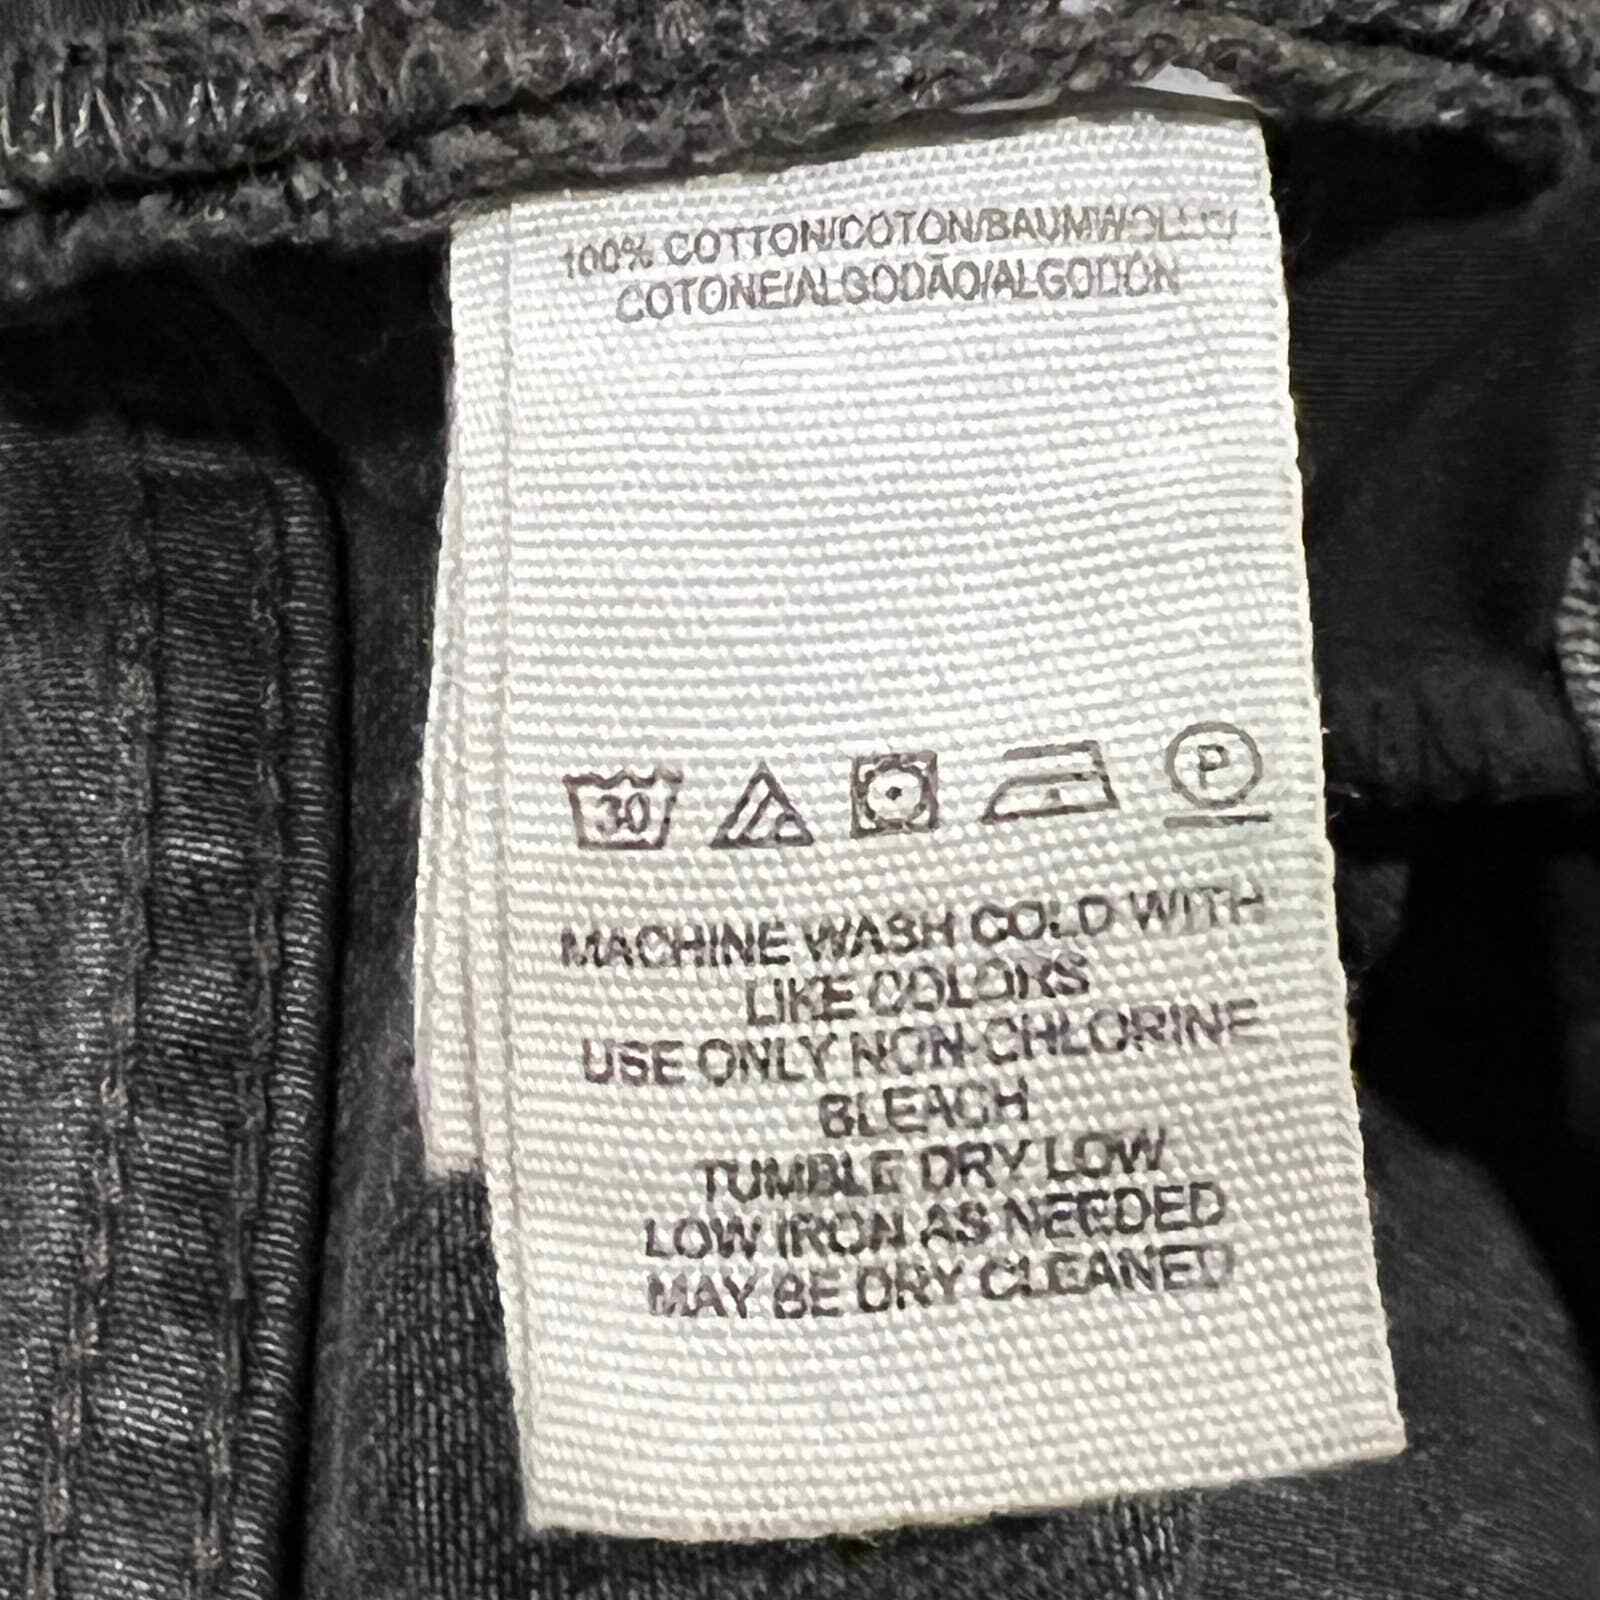 100% COTTON/COTON/BAUMWOLLE/
COTONE/ALGODÃO/ALGODON
30 P
MACHINE WASH COLD WITH
LIKE COLORS
USE ONLY NON-CHLORINE
BLEACH
TUMBLE DRY LOW
LOW IRON AS NEEDED
MAY BE DRY CLEANED